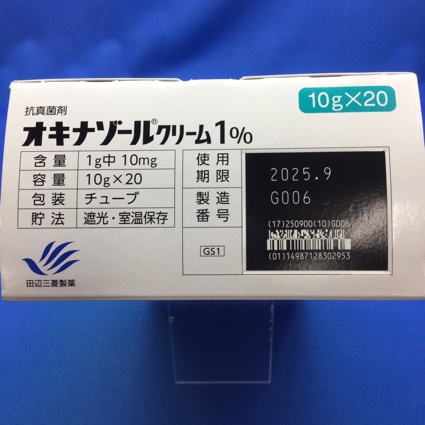 抗真菌剤
10g×20
オキナゾール®クリーム1%
含量 1g中 10mg
容量 10g×20
包装 チューブ
貯法 遮光・室温保存
使用期限 2025.9
製造番号 G006
(17)250900(10)G006
GS1
(01)14987128302953
田辺三菱製薬